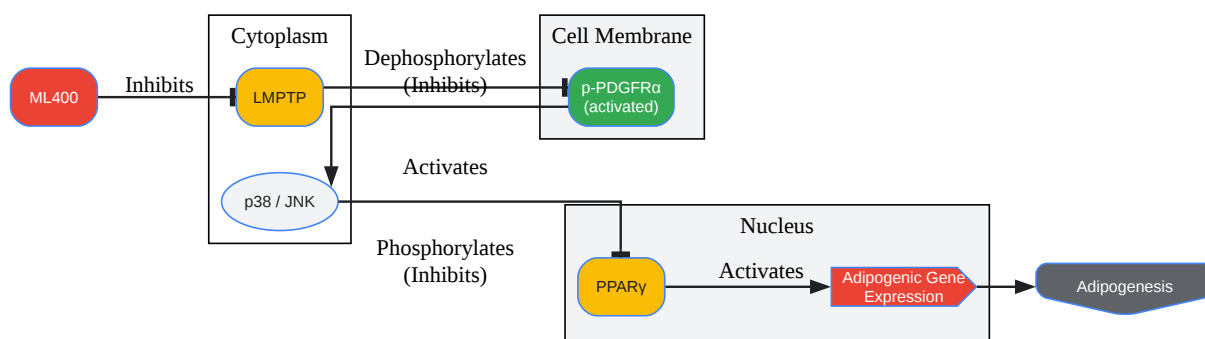 Cytoplasm
Cell Membrane
Dephosphorylates
(Inhibits)
ML400
Inhibits
LMPTP
p-PDGFRα
(activated)
Activates
p38 / JNK
Nucleus
Phosphorylates
(Inhibits)
PPARγ
Activates
Adipogenic Gene
Expression
Adipogenesis